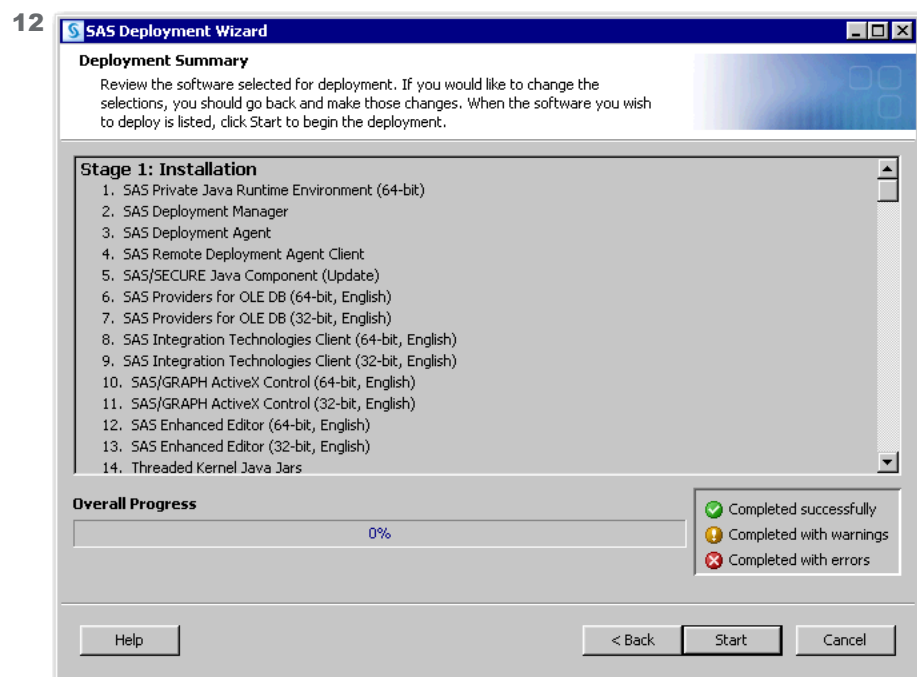 12
SAS Deployment Wizard
Deployment Summary
Review the software selected for deployment. If you would like to change the
selections, you should go back and make those changes. When the software you wish
to deploy is listed, click Start to begin the deployment.
Stage 1: Installation
1. SAS Private Java Runtime Environment (64-bit)
2. SAS Deployment Manager
3. SAS Deployment Agent
4. SAS Remote Deployment Agent Client
5. SAS/SECURE Java Component (Update)
6. SAS Providers for OLE DB (64-bit, English)
7. SAS Providers for OLE DB (32-bit, English)
8. SAS Integration Technologies Client (64-bit, English)
9. SAS Integration Technologies Client (32-bit, English)
10. SAS/GRAPH ActiveX Control (64-bit, English)
11. SAS/GRAPH ActiveX Control (32-bit, English)
12. SAS Enhanced Editor (64-bit, English)
13. SAS Enhanced Editor (32-bit, English)
14. Threaded Kernel Java Jars
Overall Progress
0%
Completed successfully
Completed with warnings
Completed with errors
Help
< Back
Start
Cancel